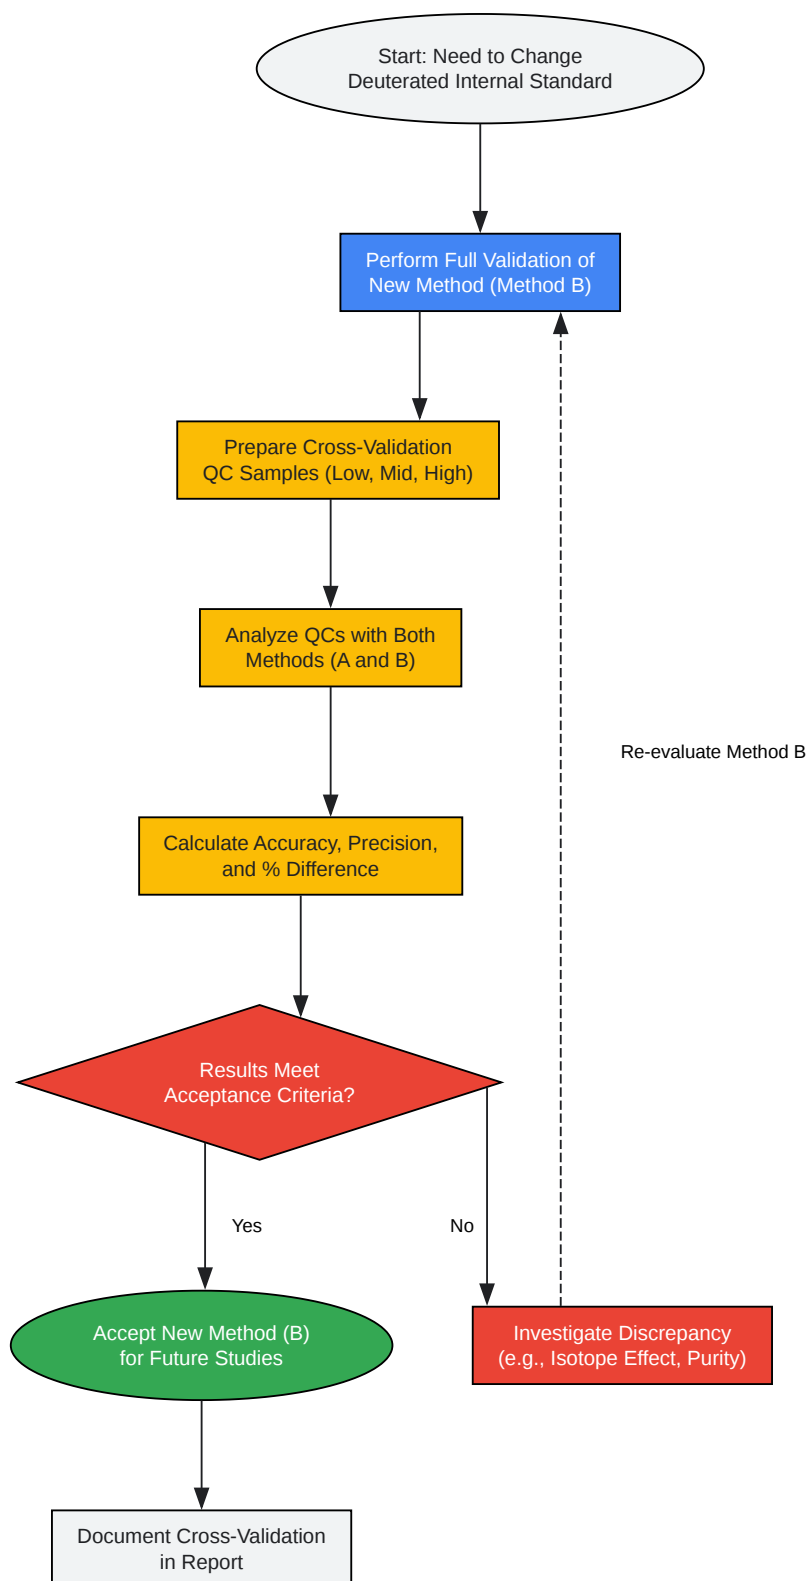 Start: Need to Change
Deuterated Internal Standard
Perform Full Validation of
New Method (Method B)
Prepare Cross-Validation
QC Samples (Low, Mid, High)
Analyze QCs with Both
Methods (A and B)
Re-evaluate Method B
Calculate Accuracy, Precision,
and % Difference
Results Meet
Acceptance Criteria?
Yes
No
Accept New Method (B)
for Future Studies
Investigate Discrepancy
(e.g., Isotope Effect, Purity)
Document Cross-Validation
in Report